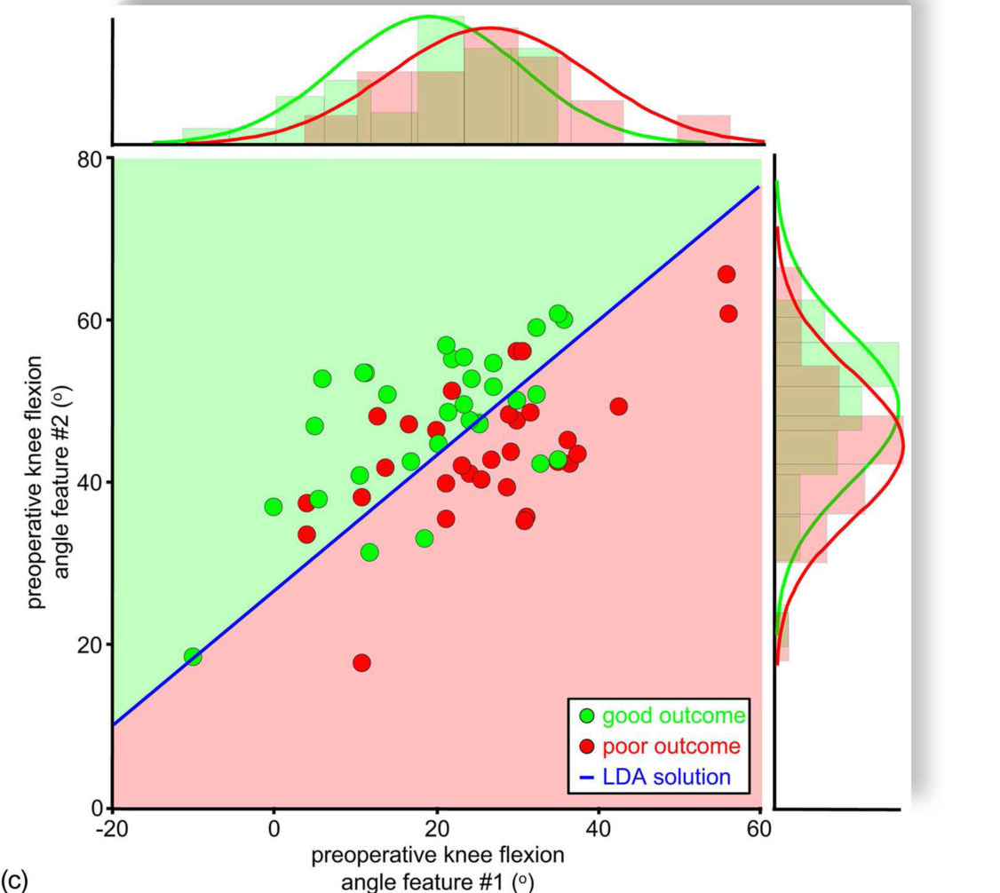 80
60
40
20
0
-20
0
20
40
60
preoperative knee flexion
angle feature #2 (º)
good outcome
poor outcome
LDA solution
preoperative knee flexion
angle feature #1 (º)
(c)